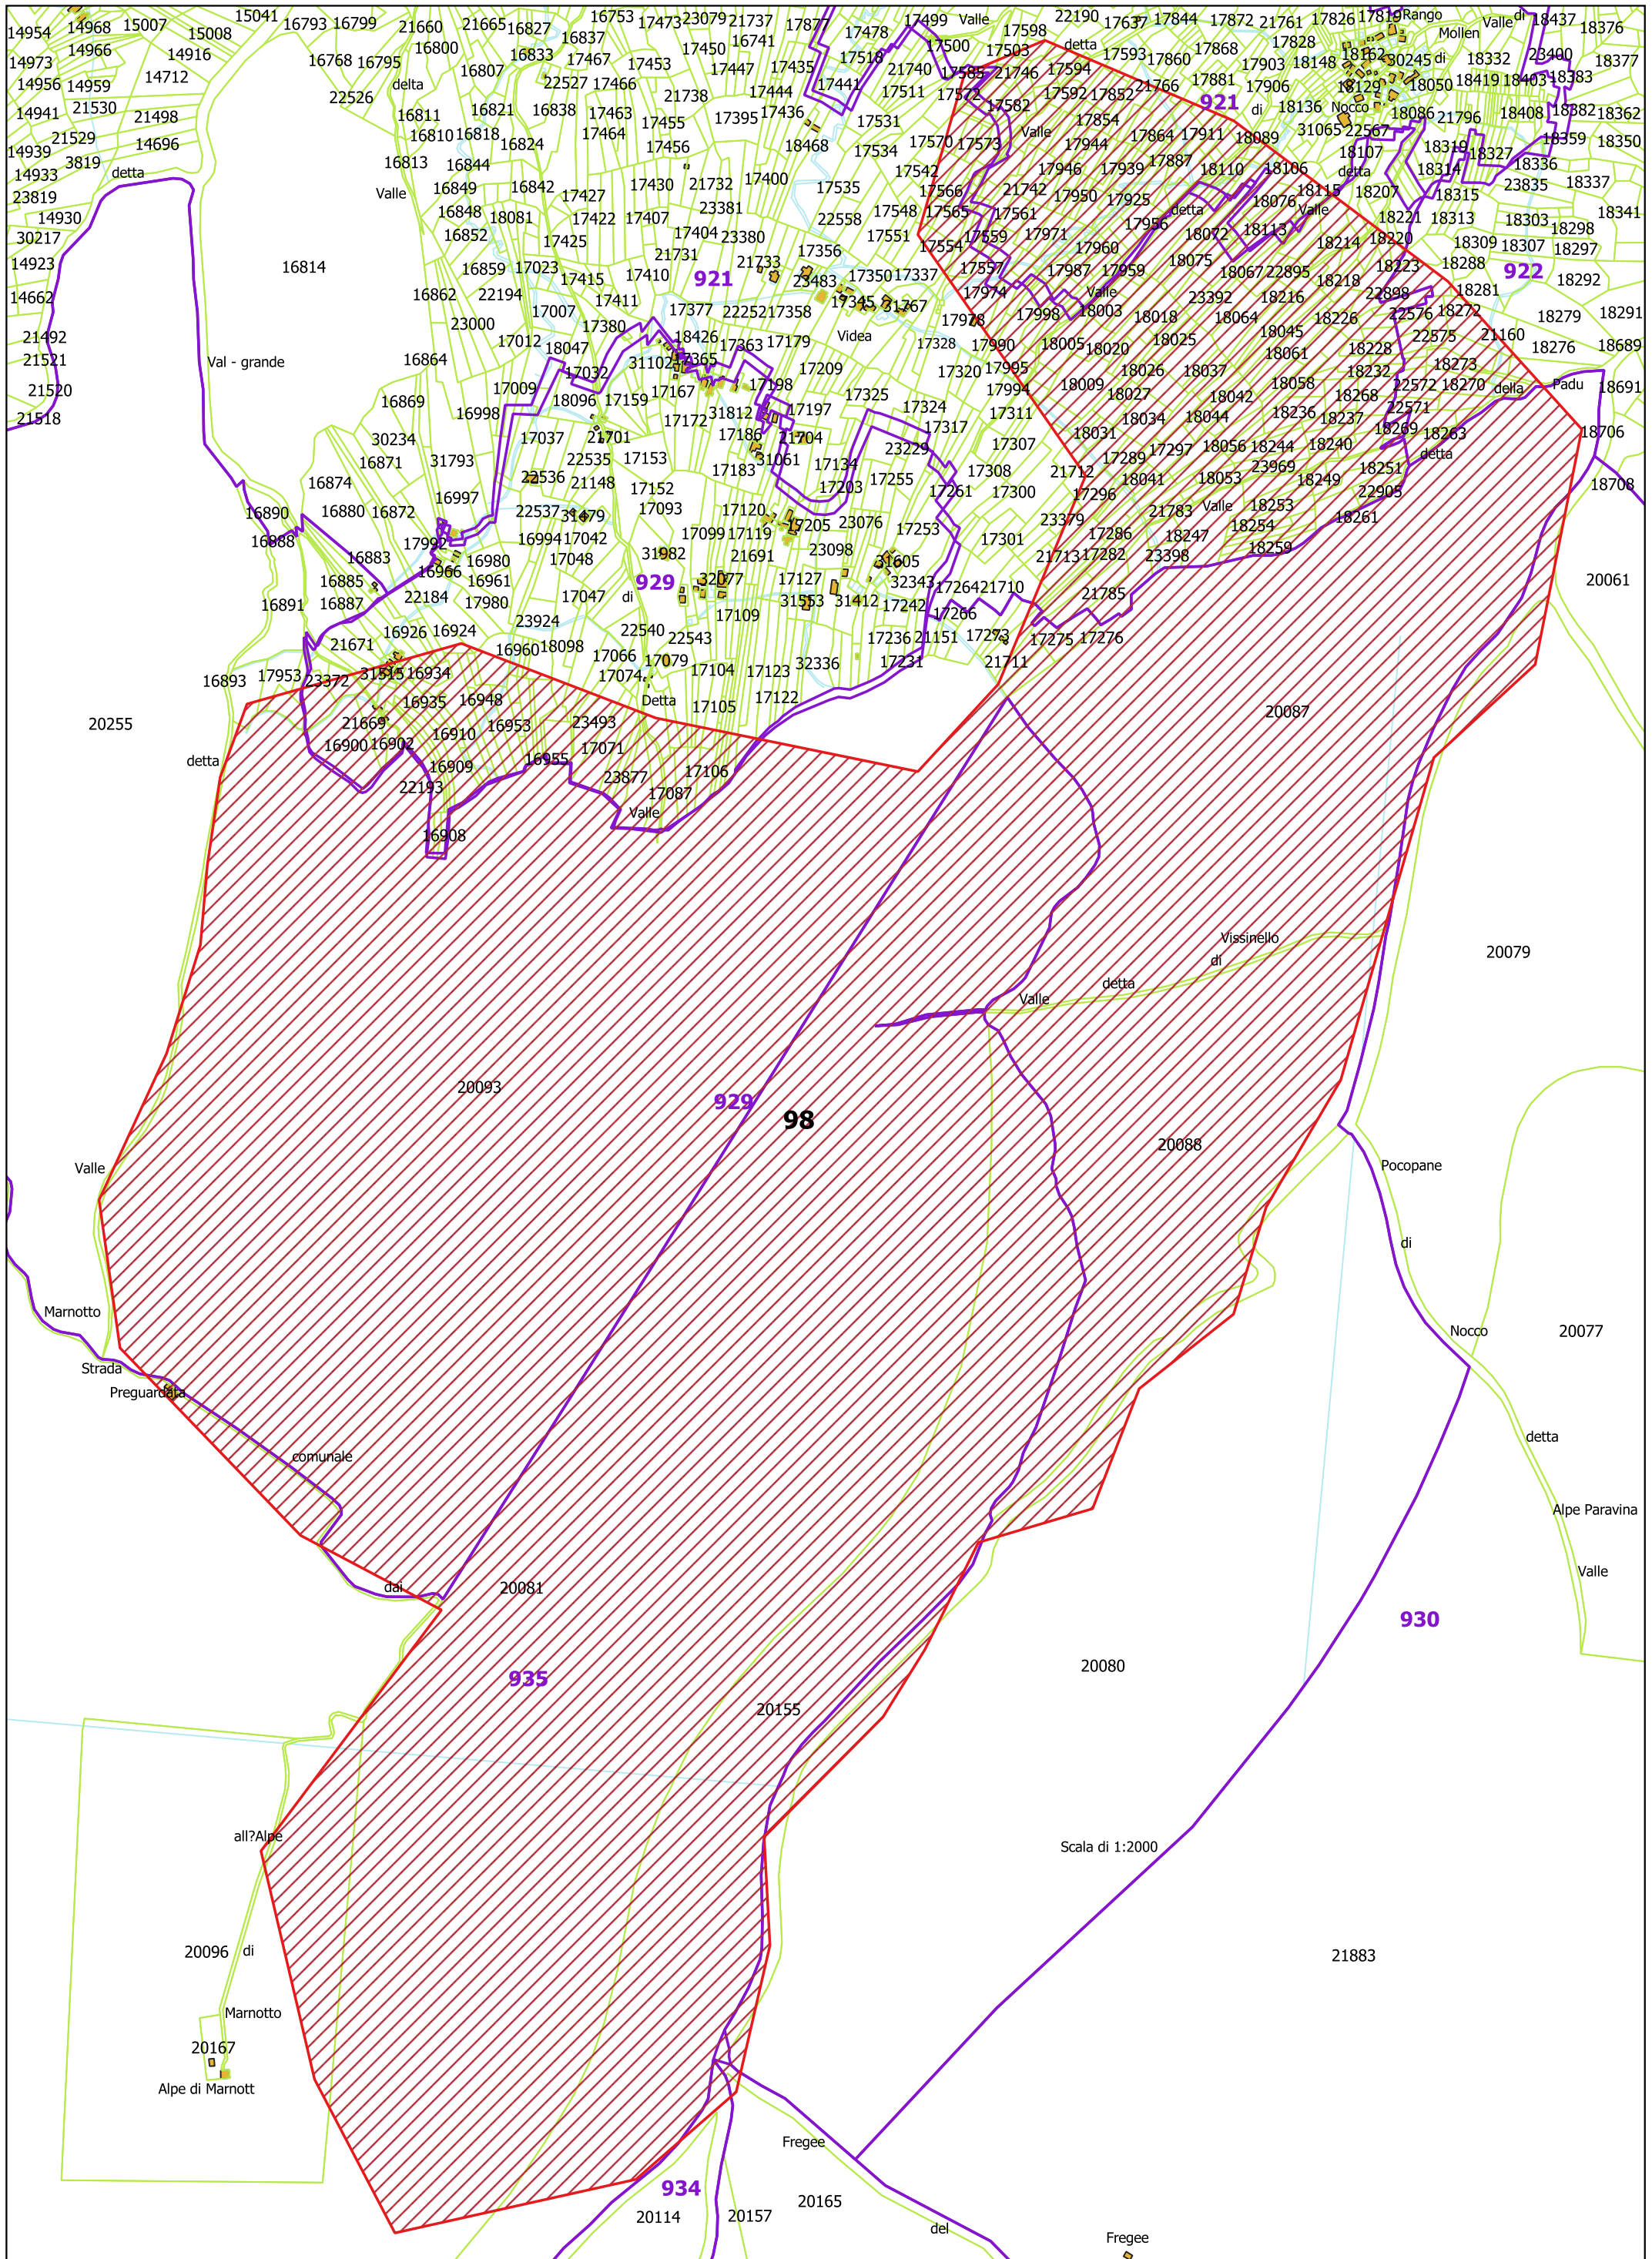 14954 14968 15007 15008 15041 16793 16799 21660 21665 16827 16753 17473 23079 21737 17877 17499 Valle 17598 22190 17637 17844 17872 21761 17826 17819 Rango Valle di 18437 18376
14966 14916 16800 16833 16837 17450 16741 17478 17500 17503 detta 17593 17860 17868 17828 18162 Mollen 18332 23400
14973 14712 16768 16795 16807 17467 17453 17447 17435 17518 21740 17585 21746 17594 21766 17881 17903 18148 30245 di 18383 18377
14956 14959 delta 22527 17466 21738 17444 17441 17511 17572 17592 17852 921 17906 18129 18050 18419 18403
14941 21530 21498 22526 16811 16821 16838 17463 17455 17395 17436 17531 17582 17854 di 18136 Nocco 18086 21796 18408 18382 18362
21529 14696 16810 16818 16824 17464 17456 18468 17534 17570 17573 Valle 17944 17864 17911 18089 31065 22567 18319 18327 18359 18350
14939 3819 detta 16813 16844 17542 17946 17939 17887 18110 18106 18107 detta 18314 18336
14933 23819 Valle 16849 16842 17427 17430 21732 17400 17535 17566 21742 17950 17925 18076 18115 18207 18315 23835 18337
14930 16848 18081 17422 17407 23381 22558 17548 17565 17561 17956 detta 18113 Valle 18221 18313 18303 18341
30217 16852 17425 17404 23380 17356 17551 17554 17559 17971 17960 18072 18214 18220 18309 18307 18298 18297
14923 16814 16859 17023 17415 17410 21731 21733 921 23483 17350 17337 17557 17987 17959 18075 18067 22895 18218 18223 18288 922 18292
14662 16862 22194 17411 17377 22252 17358 17345 31767 17974 Valle 23392 18216 22898 18281
21492 23000 17007 17380 18426 17363 17179 Videa 17978 17998 18003 18018 18064 18045 18226 22576 18272 21160 18279 18291
21521 Val - grande 16864 17012 18047 31102 17365 17328 17990 18005 18020 18025 18061 18228 22575 18276 18689
21520 17009 17032 17167 17198 17209 17320 17995 18009 18026 18037 18058 18232 22572 18273 18270 della Padu 18691
21518 16869 16998 18096 17159 17172 31812 17197 17325 17324 17994 18027 18042 18268
30234 17037 21701 17186 21704 17317 17311 18031 18034 18044 18236 18237 22571 18269 18263 18706
16871 31793 22535 17153 17183 31061 17134 23229 17307 17289 17297 18056 18244 18240 detta
16874 16997 22536 21148 17152 17203 17255 17261 17308 21712 18041 18053 23969 18249 18251 18708
16890 16880 16872 22537 31479 17093 17120 17205 23076 17253 17300 17296 21783 Valle 18253 22905
16888 17992 16994 17042 17099 17119 23098 17301 23379 17286 18247 18254 18261
16883 16966 16980 17048 31982 21691 31605 21713 17282 23398 18259
16885 16961 929 32077 17127 32343 17264 21710 20061
16891 16887 22184 17980 17047 di 31553 31412 17242 17266 21785
16926 16924 23924 22540 22543 17109 17236 21151 17273 17275 17276
21671 16960 18098 17066 17079 17104 17123 32336 17231 21711
16893 17953 23372 31515 16934 17074 17122
20255 16935 16948 Detta 17105 20087
21669 16910 16953 23493
detta 16900 16902 16909 16955 17071 17106
22193 23877 17087
16908 Valle
Vissinello 20079
di
detta
Valle
20093 929 98
20088
Valle Pocopane
di
Marnotto Nocco 20077
Strada
Preguardata
comunale detta
Alpe Paravina
dai 20081 Valle
930
935 20080
20155
all?Alpe Scala di 1:2000
20096 di 21883
Marnotto
20167
Alpe di Marnott
Fregee
934
20114 20157 20165
del Fregee